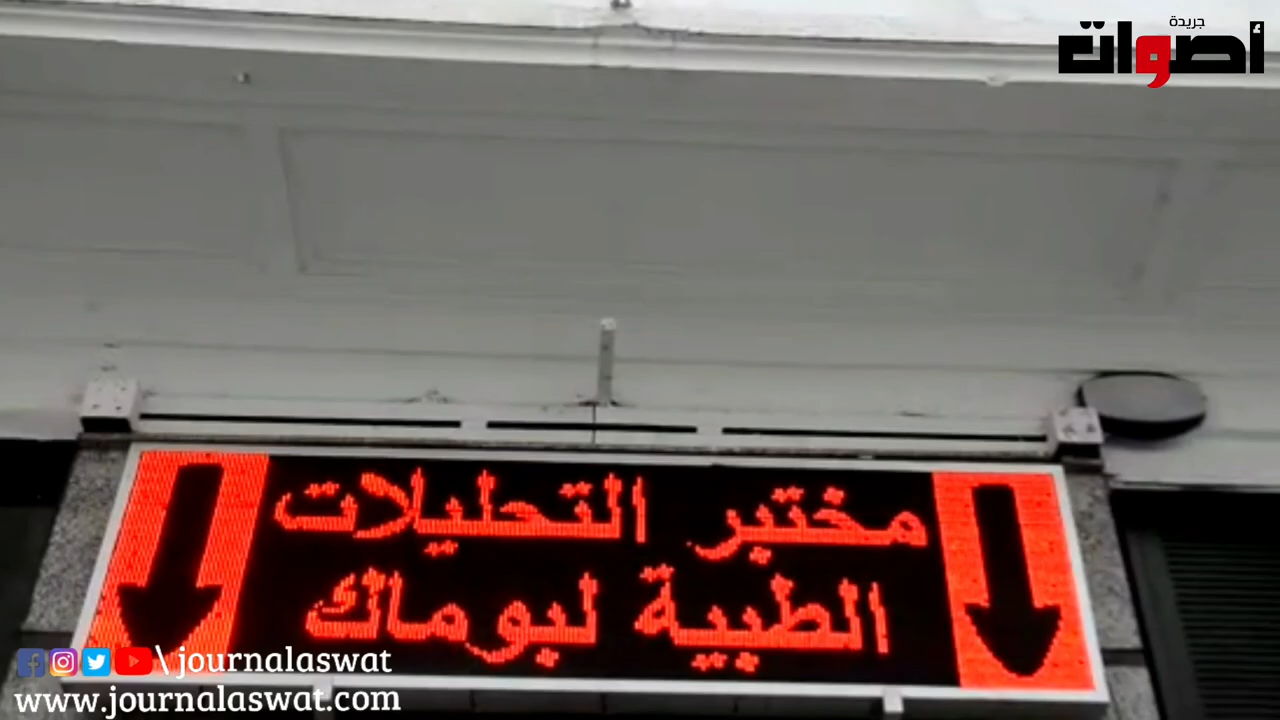 جريدة
أصوات
مختبر التحليلات
الطبية لبوماك
\ journalaswat
www.journalaswat.com